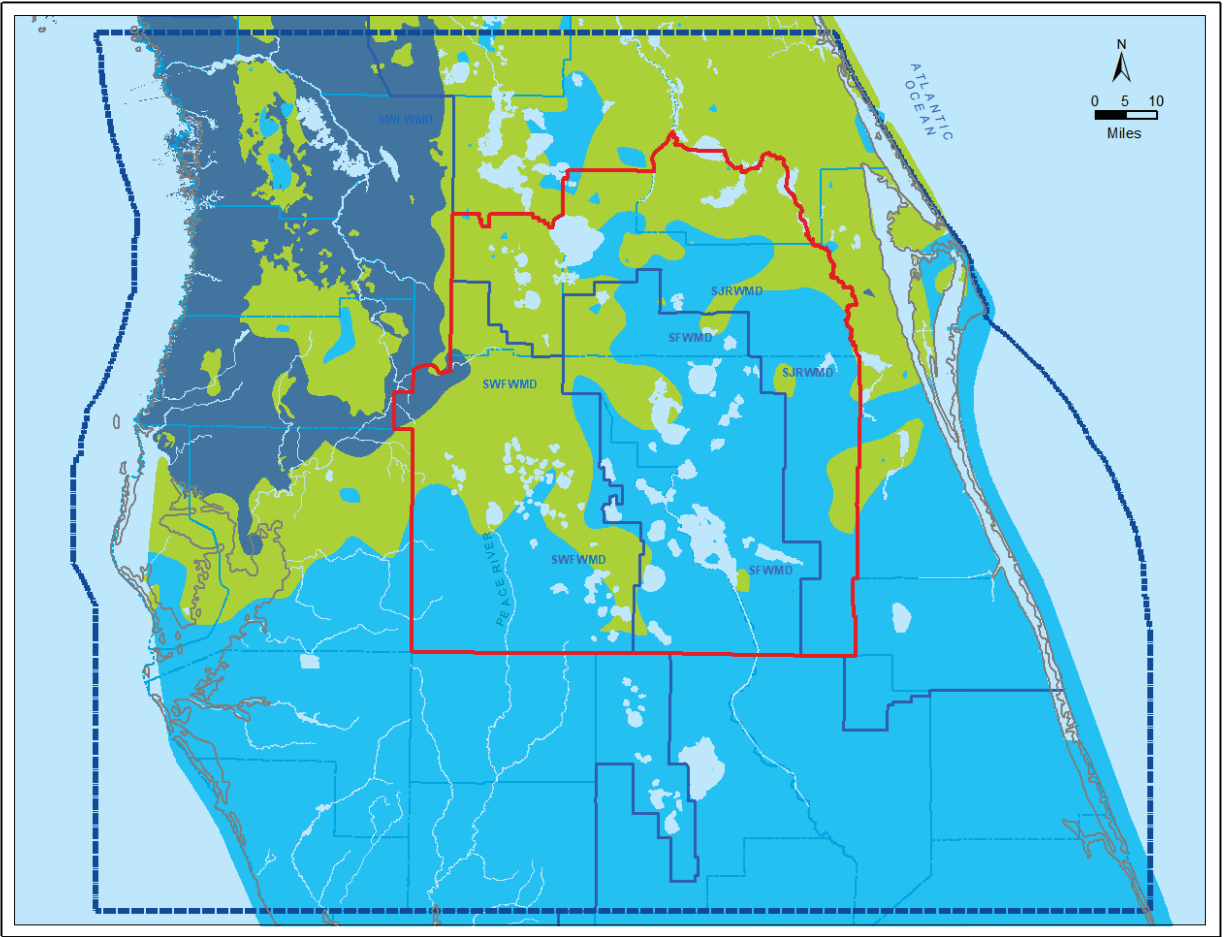 N
ATLANTIC
OCEAN
0 5 10
Miles
SWFWMD
SJRWMD
SFWMD
SJRWMD
SWFWMD
PEACE RIVER
SWFWMD
SFWMD